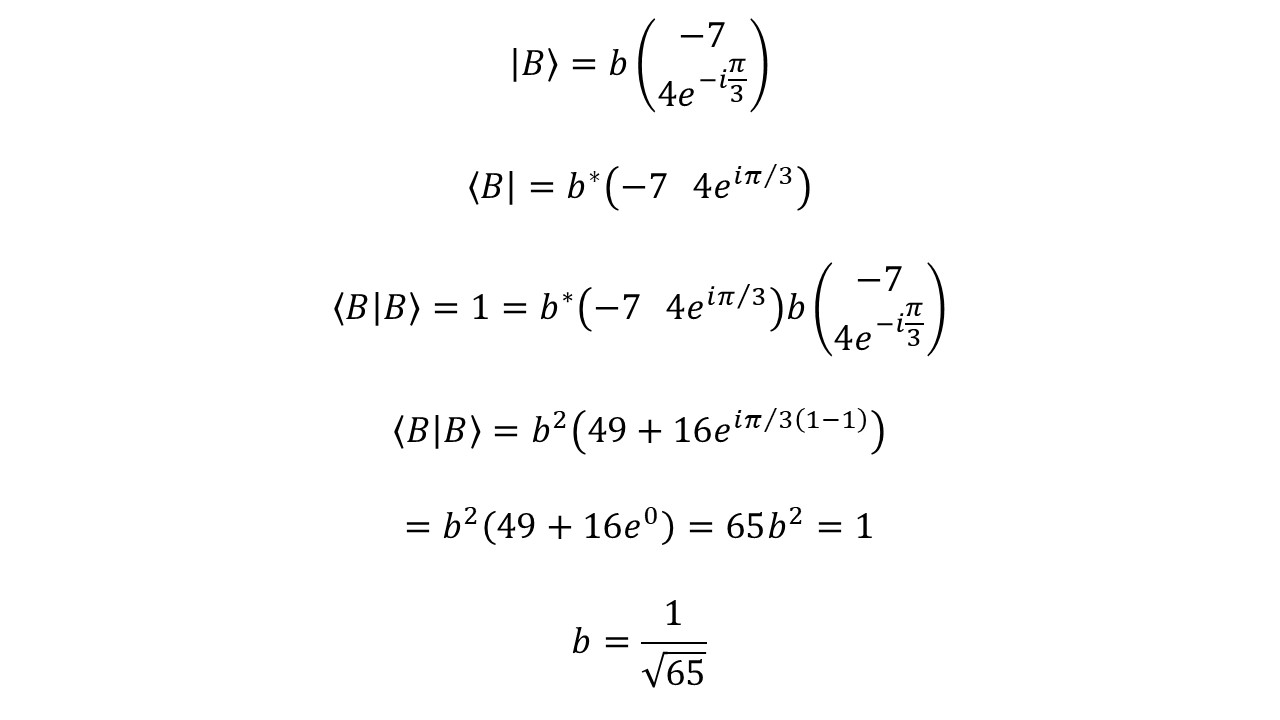 |B⟩ = b(−7 4e^{−iπ/3})
⟨B| = b*(−7 4e^{iπ/3})
⟨B|B⟩ = 1 = b*(−7 4e^{iπ/3})b(−7 4e^{−iπ/3})
⟨B|B⟩ = b²(49 + 16e^{iπ/3(1−1)})
= b²(49 + 16e⁰) = 65b² = 1
b = 1/√65